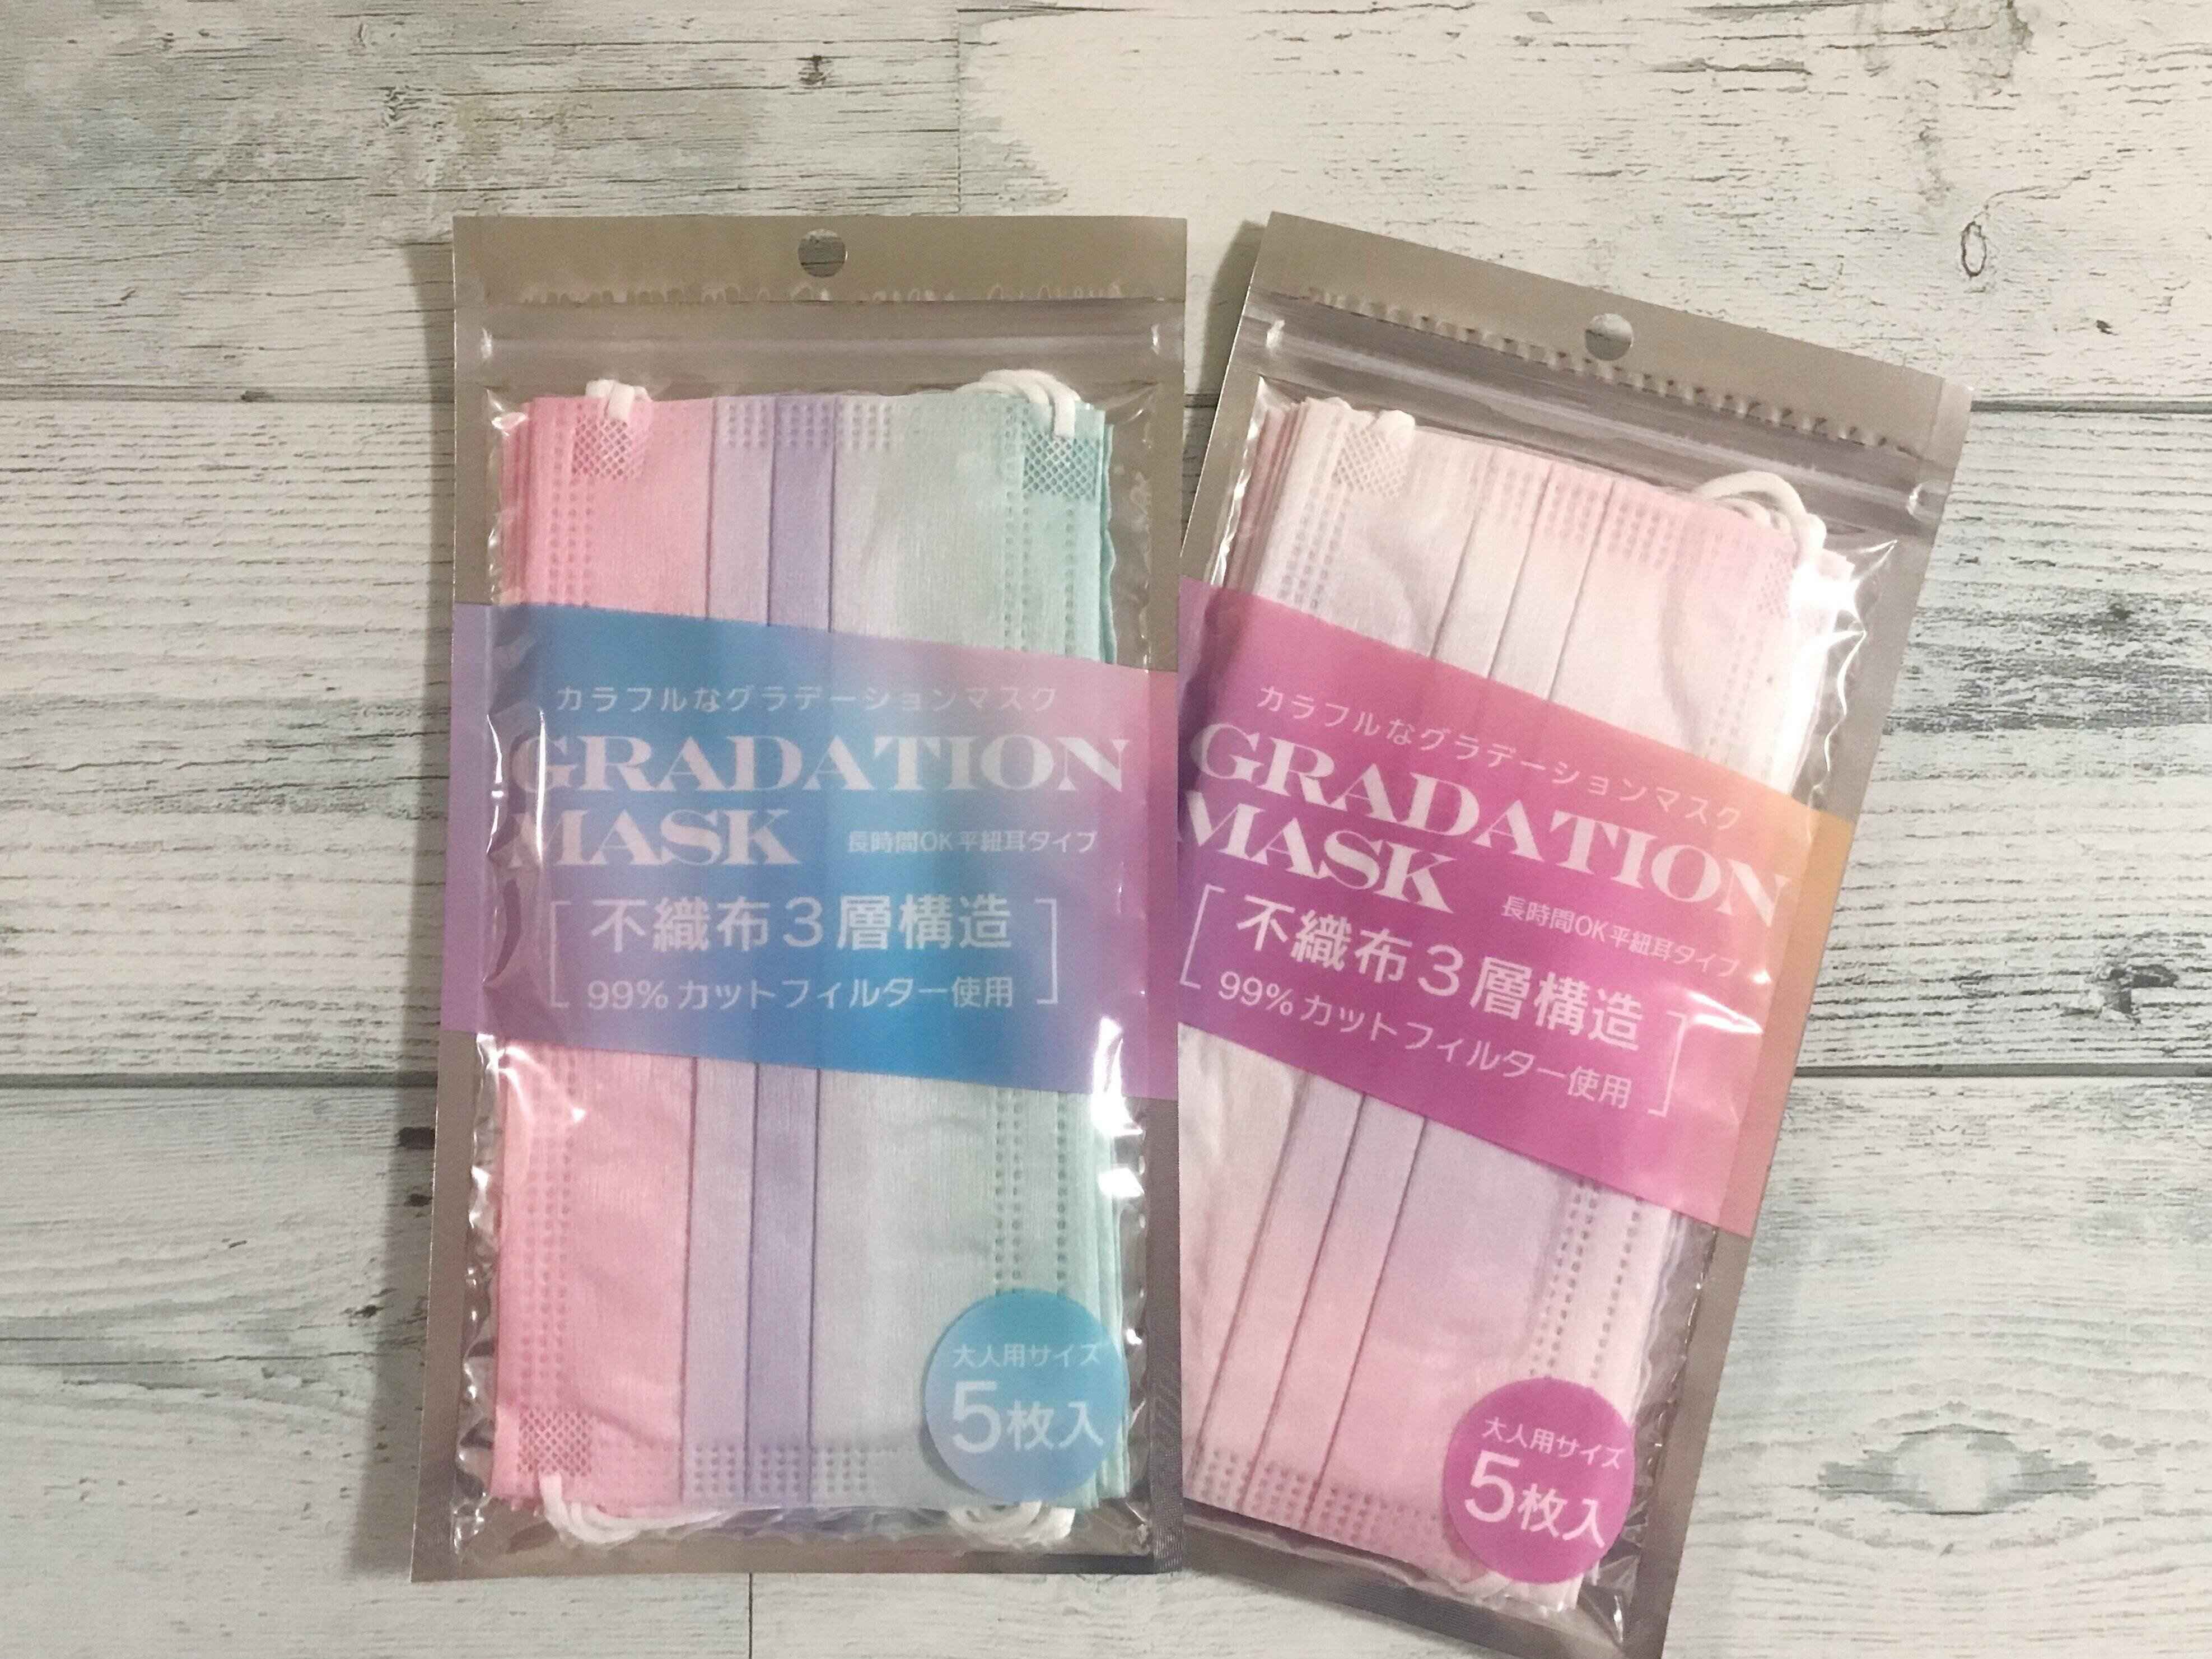 カラフルなグラデーションマスク
GRADATION
MASK 長時間OK平紐耳タイプ
不織布3層構造
99%カットフィルター使用
大人用サイズ
5枚入
カラフルなグラデーションマスク
GRADATION
MASK 長時間OK平紐耳タイプ
不織布3層構造
99%カットフィルター使用
大人用サイズ
5枚入